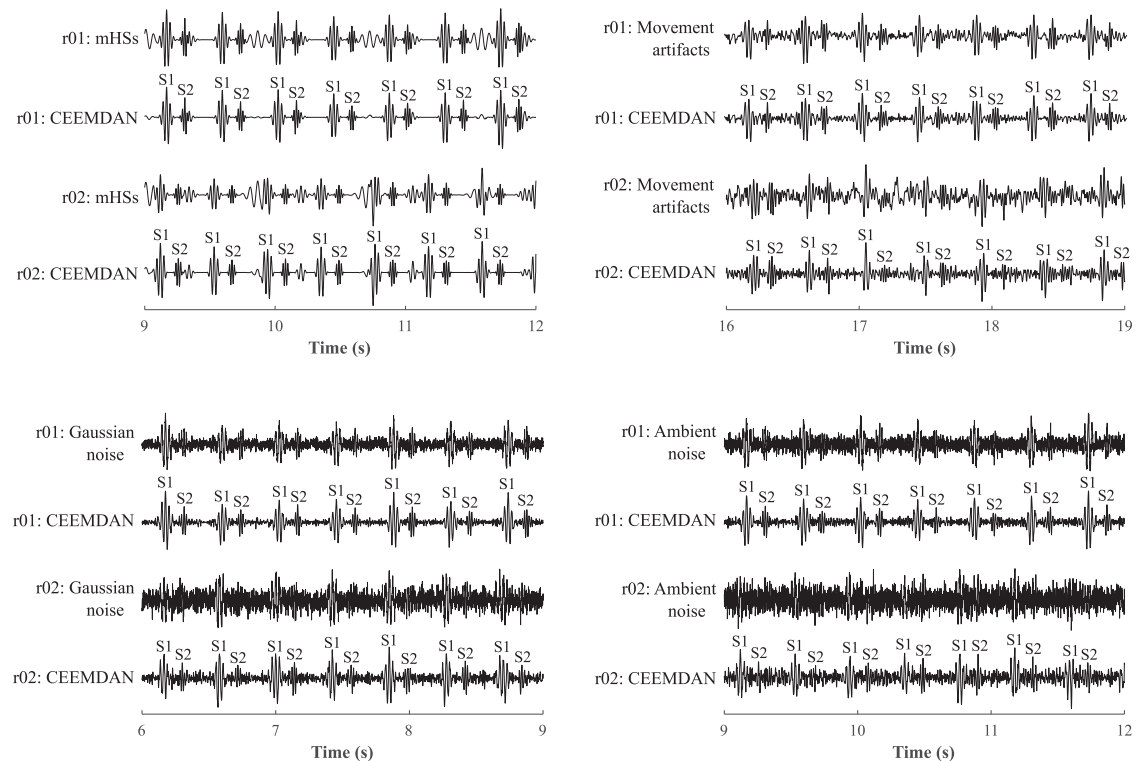 r01: mHSs
S1 S2 S1 S2 S1 S2 S1 S2 S1 S2 S1 S2 S1 S2
r01: CEEMDAN
r02: mHSs
S1 S2 S1 S2 S1 S2 S1 S2 S1 S2 S1 S2 S1 S2
r02: CEEMDAN
9 10 11 12
Time (s)
r01: Movement
artifacts
S1 S2 S1 S2 S1 S2 S1 S2 S1 S2 S1 S2 S1 S2
r01: CEEMDAN
r02: Movement
artifacts
S1 S2 S1 S2 S1 S2 S1 S2 S1 S2 S1 S2 S1 S2
r02: CEEMDAN
16 17 18 19
Time (s)
r01: Gaussian
noise
S1 S2 S1 S2 S1 S2 S1 S2 S1 S2 S1 S2 S1 S2
r01: CEEMDAN
r02: Gaussian
noise
S1 S2 S1 S2 S1 S2 S1 S2 S1 S2 S1 S2 S1 S2
r02: CEEMDAN
6 7 8 9
Time (s)
r01: Ambient
noise
S1 S2 S1 S2 S1 S2 S1 S2 S1 S2 S1 S2 S1 S2
r01: CEEMDAN
r02: Ambient
noise
S1 S2 S1 S2 S1 S2 S1 S2 S1 S2 S1 S2 S1 S2
r02: CEEMDAN
9 10 11 12
Time (s)